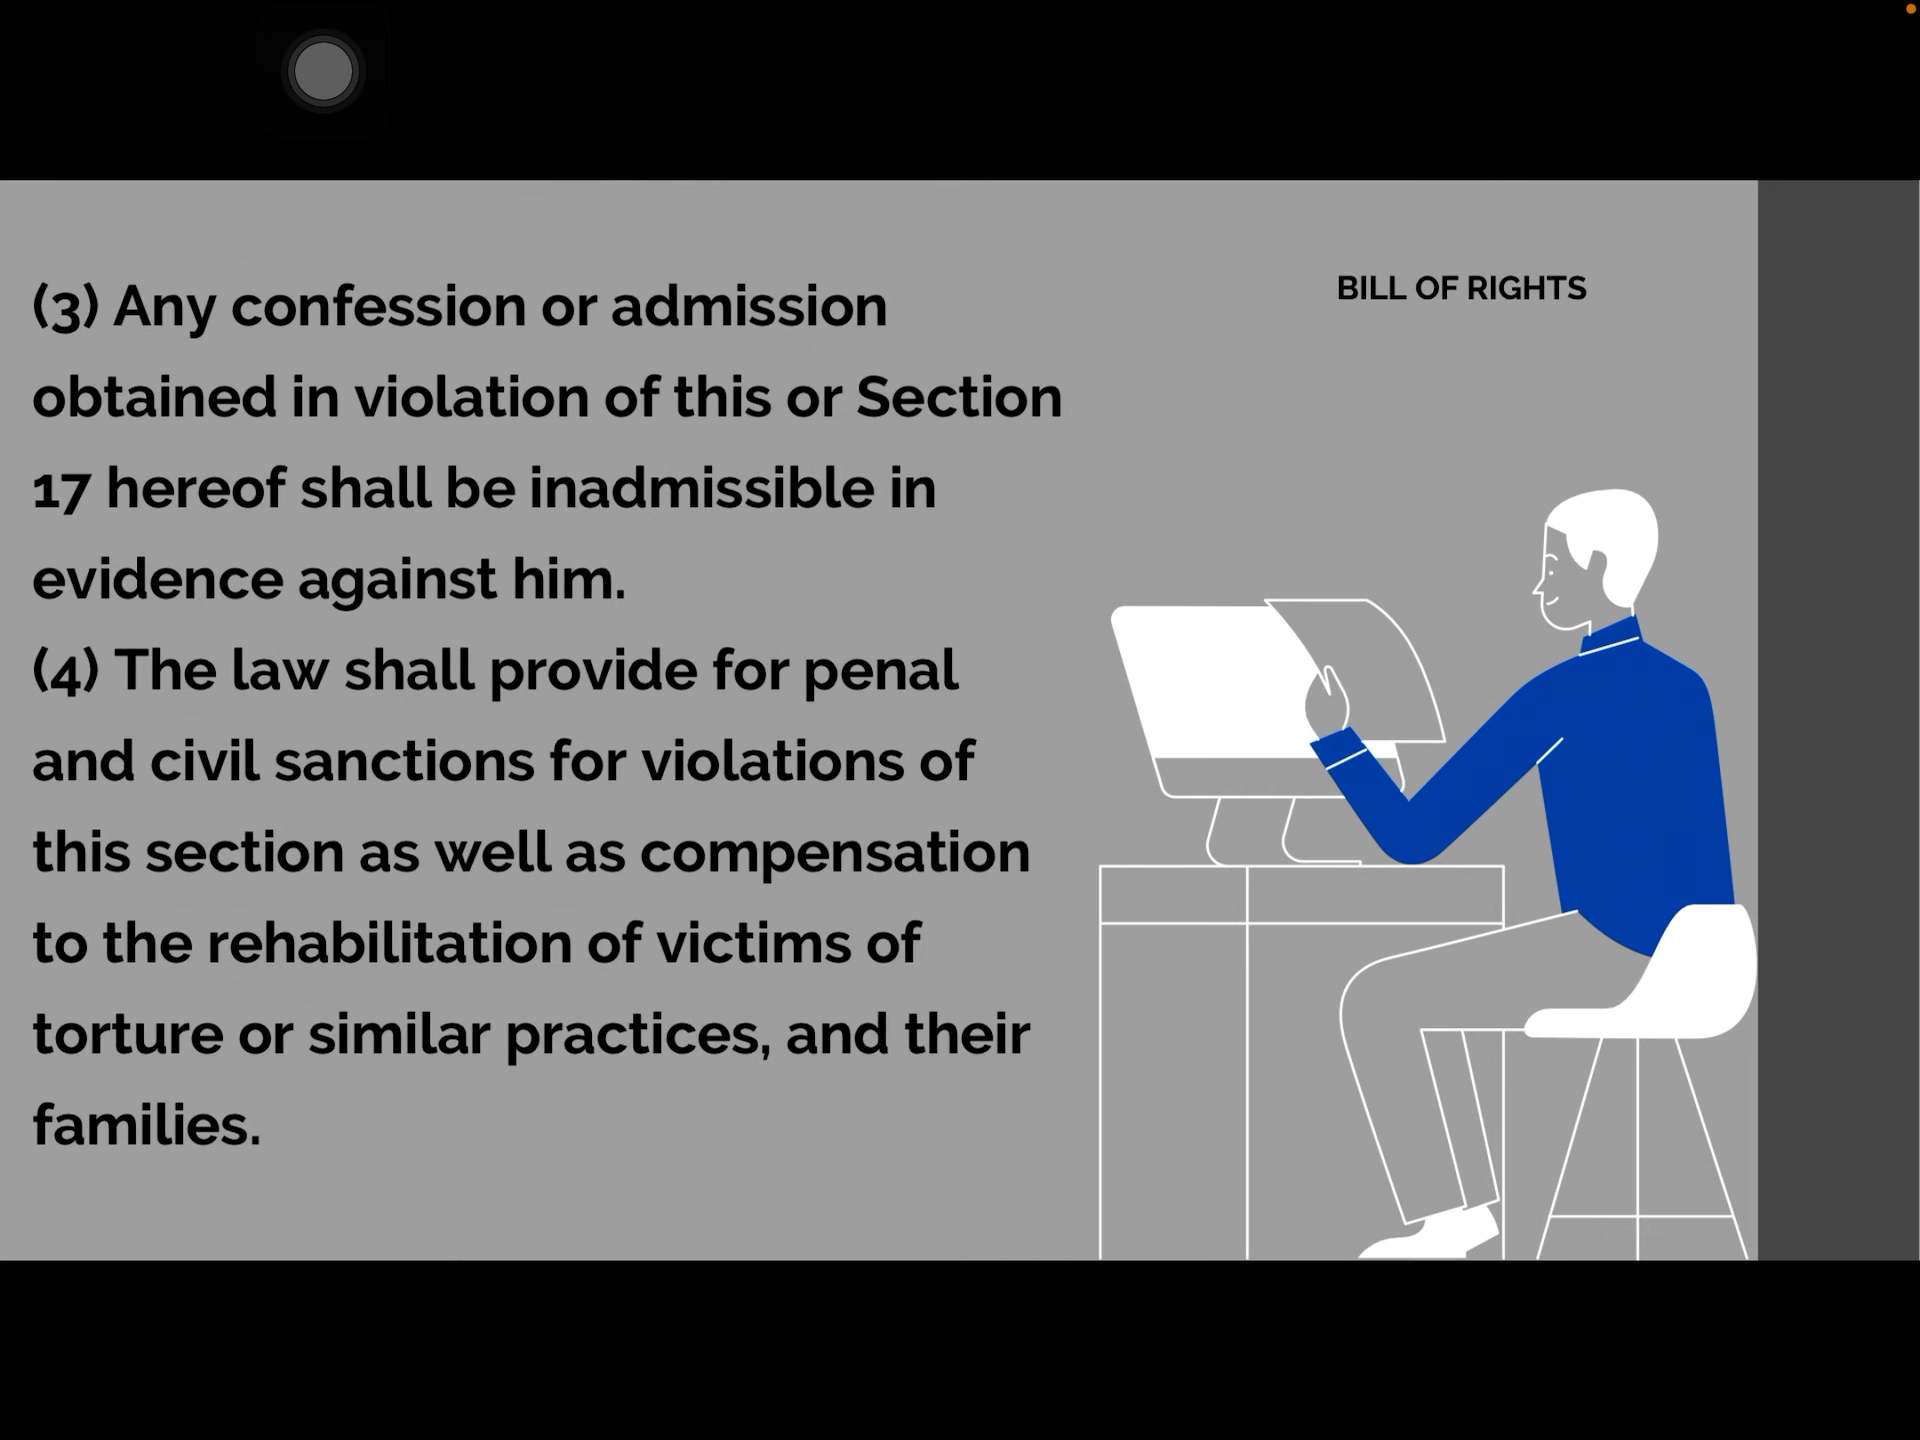 (3) Any confession or admission
obtained in violation of this or Section
17 hereof shall be inadmissible in
evidence against him.
(4) The law shall provide for penal
and civil sanctions for violations of
this section as well as compensation
to the rehabilitation of victims of
torture or similar practices, and their
families.
BILL OF RIGHTS